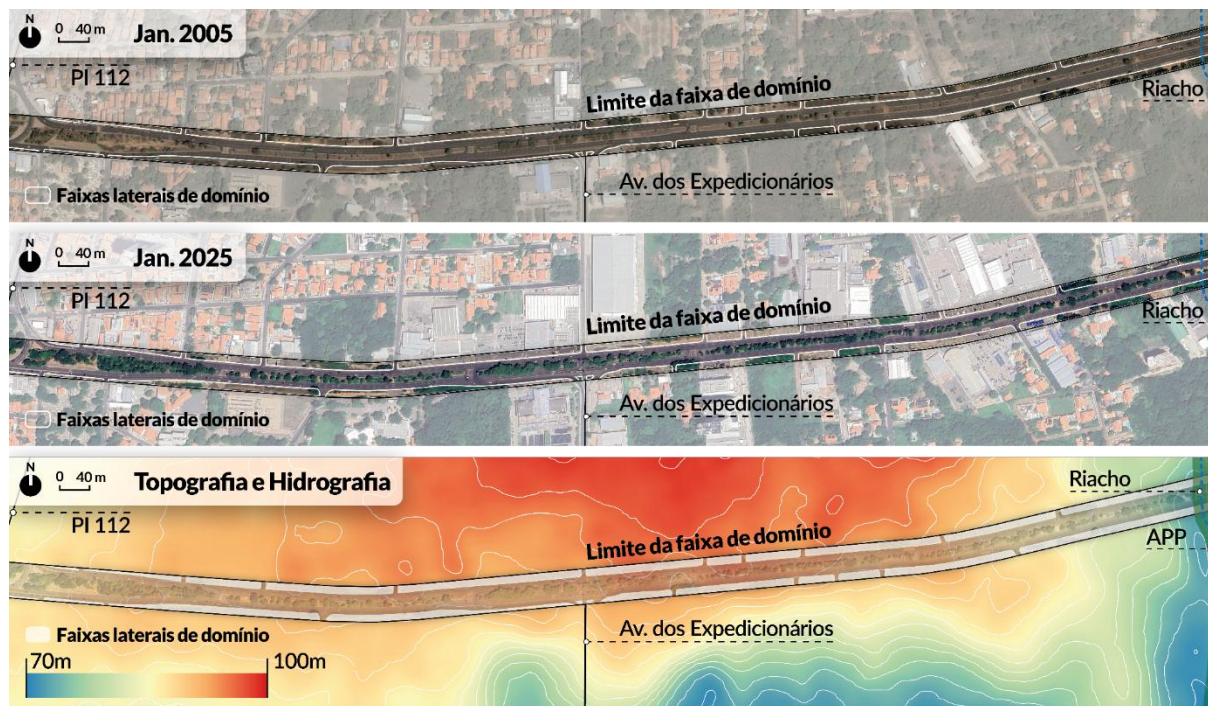 N
0 40 m
Jan. 2005
PI 112
Limite da faixa de domínio
Riacho
Av. dos Expedicionários
Faixas laterais de domínio
N
0 40 m
Jan. 2025
PI 112
Limite da faixa de domínio
Riacho
Av. dos Expedicionários
Faixas laterais de domínio
N
0 40 m
Topografia e Hidrografia
Riacho
PI 112
Limite da faixa de domínio
APP
Faixas laterais de domínio
Av. dos Expedicionários
70m
100m